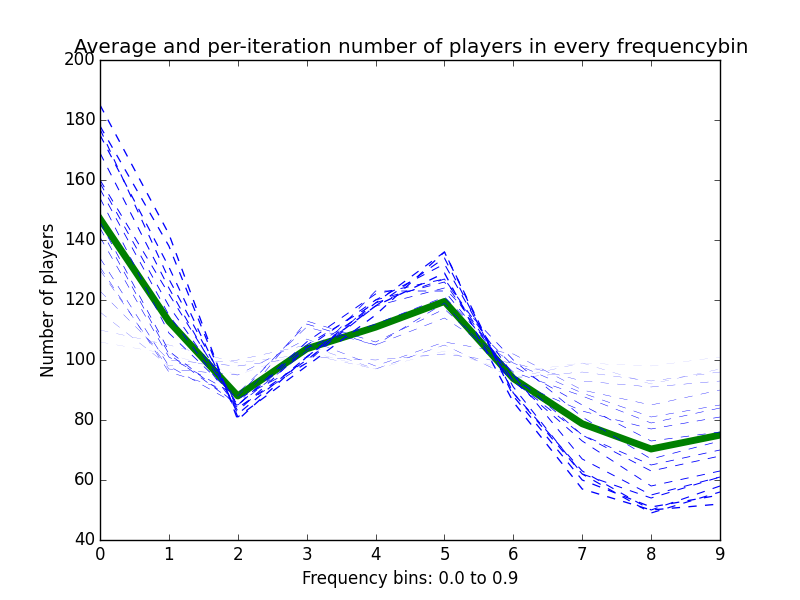 Average and per-iteration number of players in every frequencybin
200
180
160
140
120
100
80
60
40
Number of players
0 1 2 3 4 5 6 7 8 9
Frequency bins: 0.0 to 0.9